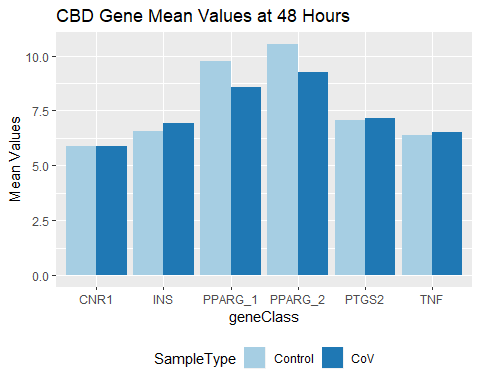 CBD Gene Mean Values at 48 Hours
Mean Values
10.0
7.5
5.0
2.5
0.0
CNR1 INS PPARG_1 PPARG_2 PTGS2 TNF
geneClass
SampleType Control CoV